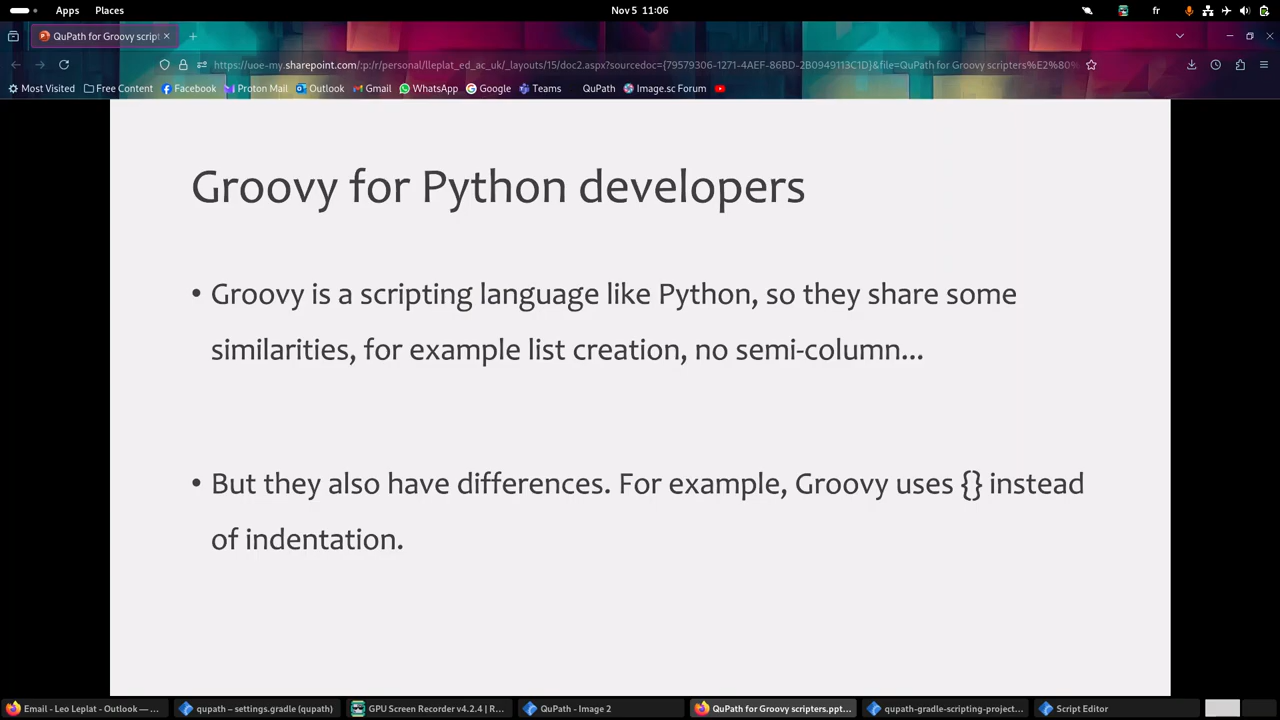 Apps Places Nov 5 11:06 fr
QuPath for Groovy script
https://uoe-my.sharepoint.com/:p:/r/personal/lleplat_ed_ac_uk/_layouts/15/doc2.aspx?sourcedoc={79579306-1271-4AEF-86BD-2B0949113C1D}&file=QuPath for Groovy scripters%E2%80%
Most Visited Free Content Facebook Proton Mail Outlook Gmail WhatsApp Google Teams QuPath Image.sc Forum
Groovy for Python developers
• Groovy is a scripting language like Python, so they share some
similarities, for example list creation, no semi-column...
• But they also have differences. For example, Groovy uses {} instead
of indentation.
Email - Leo Leplat - Outlook — ... qupath – settings.gradle (qupath) GPU Screen Recorder v4.2.4 | R... QuPath - Image 2 QuPath for Groovy scripters.ppt... qupath-gradle-scripting-project... Script Editor